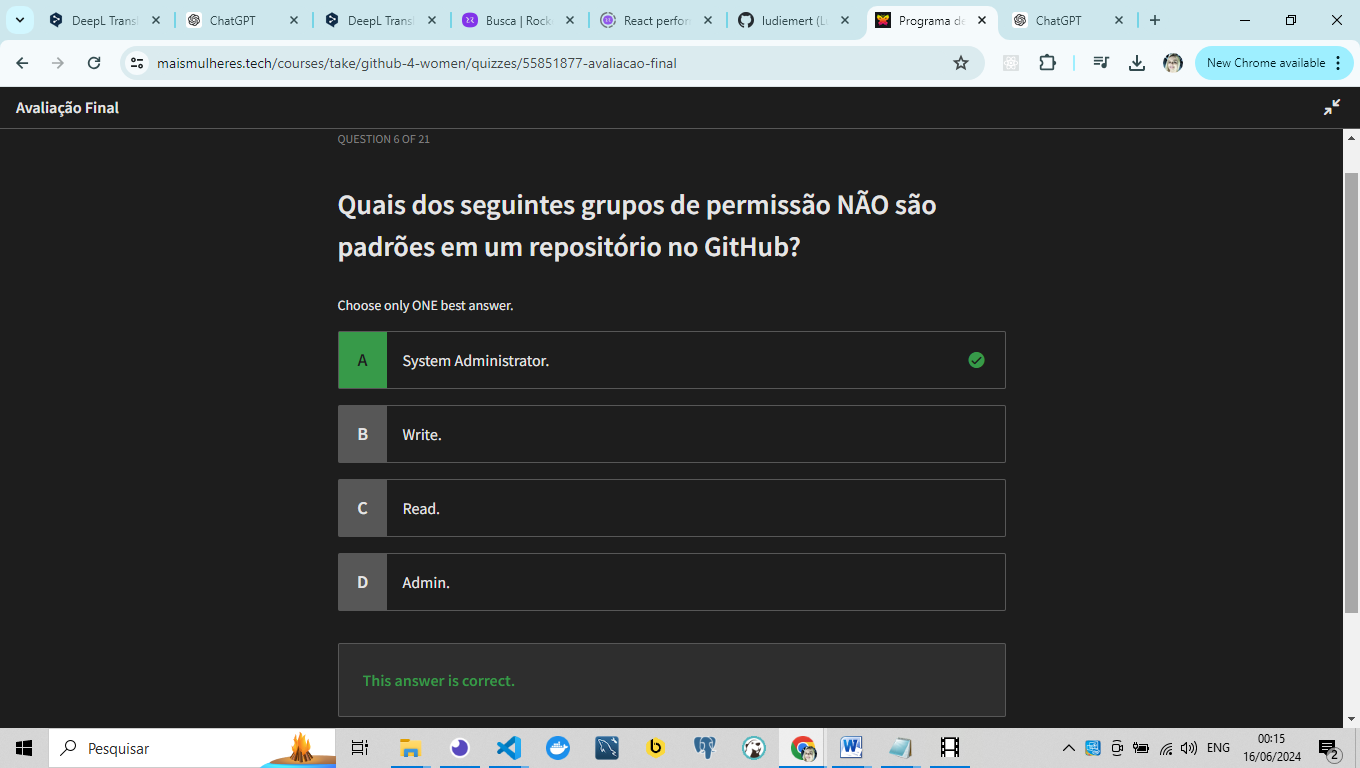 DeepL Transl
ChatGPT
DeepL Transl
Busca | Rock
React perfor
ludiemert (L
Programa de
ChatGPT
maismulheres.tech/courses/take/github-4-women/quizzes/55851877-avaliacao-final
New Chrome available
Avaliação Final
QUESTION 6 OF 21
Quais dos seguintes grupos de permissão NÃO são
padrões em um repositório no GitHub?
Choose only ONE best answer.
A System Administrator.
B Write.
C Read.
D Admin.
This answer is correct.
Pesquisar
ENG
00:15
16/06/2024
2